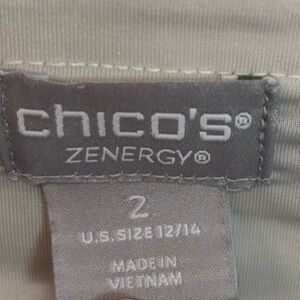 chico's®
ZENERGY®
2
U.S. SIZE 12/14
MADE IN
VIETNAM